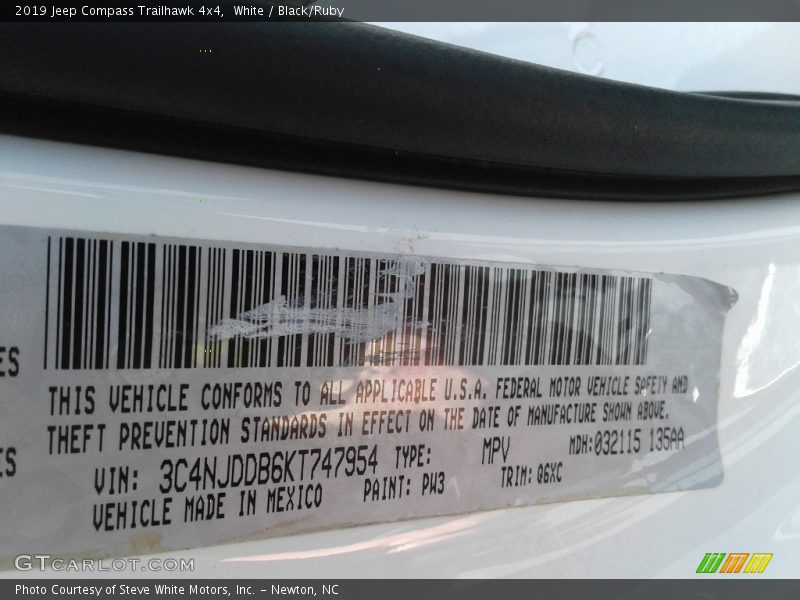 2019 Jeep Compass Trailhawk 4x4, White / Black/Ruby
ES
THIS VEHICLE CONFORMS TO ALL APPLICABLE U.S.A. FEDERAL MOTOR VEHICLE SAFETY AND
THEFT PREVENTION STANDARDS IN EFFECT ON THE DATE OF MANUFACTURE SHOWN ABOVE.
ES
VIN: 3C4NJDDB6KT747954 TYPE: MPV MDH:032115 135AA
VEHICLE MADE IN MEXICO PAINT: PW3 TRIM: Q6XC
GTCARLOT.COM
Photo Courtesy of Steve White Motors, Inc. – Newton, NC